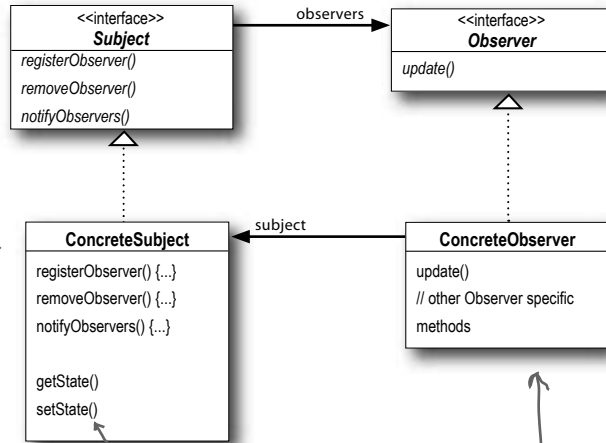 <<interface>>
Subject
registerObserver()
removeObserver()
notifyObservers()
observers
<<interface>>
Observer
update()
ConcreteSubject
registerObserver() {...}
removeObserver() {...}
notifyObservers() {...}
getState()
setState()
subject
ConcreteObserver
update()
// other Observer specific
methods